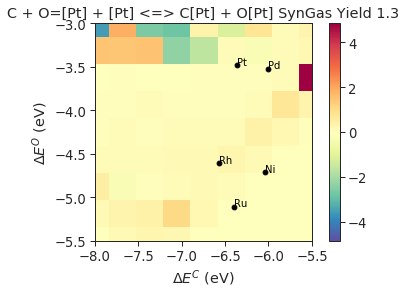 C + O=[Pt] + [Pt] <=> C[Pt] + O[Pt] SynGas Yield 1.3
−3.0
−3.5
−4.0
−4.5
−5.0
−5.5
ΔE^O (eV)
Pt
Pd
Rh
Ni
Ru
−8.0 −7.5 −7.0 −6.5 −6.0 −5.5
ΔE^C (eV)
4
2
0
−2
−4